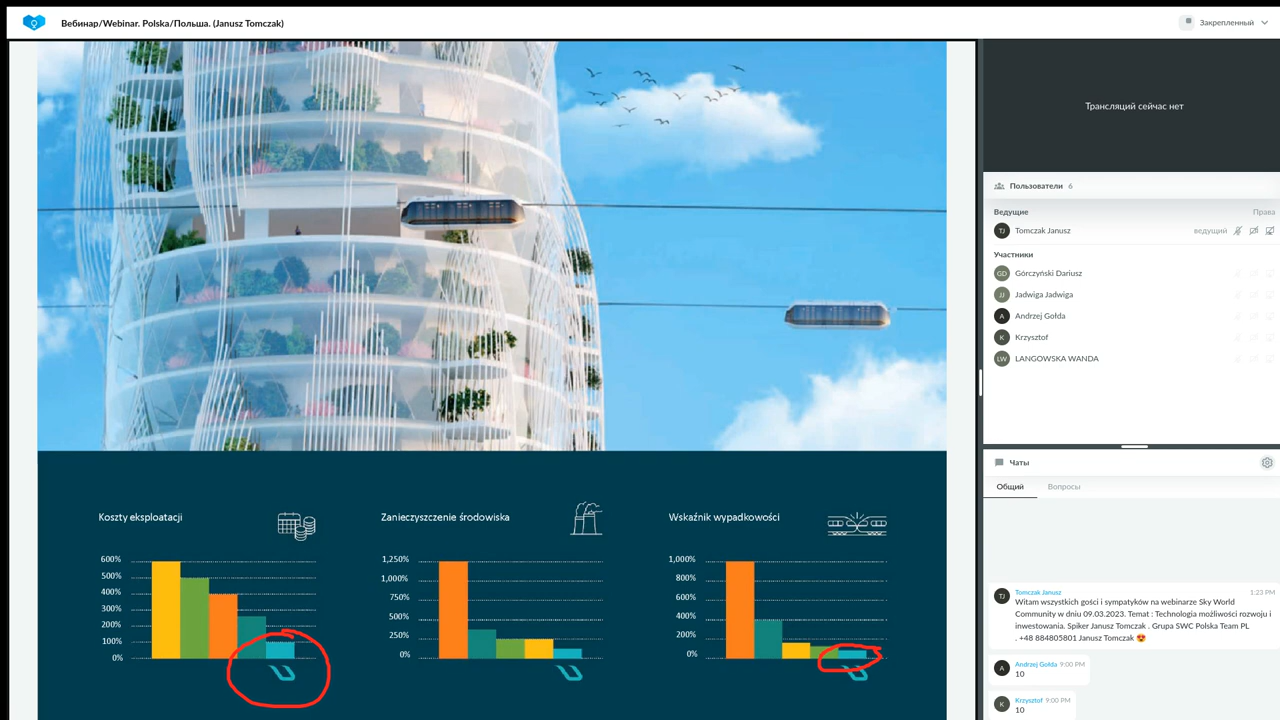 Вебинар/Webinar. Polska/Польша. (Janusz Tomczak)
Закрепленный
Трансляций сейчас нет
Пользователи 6
Ведущие Права
TJ Tomczak Janusz ведущий
Участники
GD Górczyński Dariusz
JJ Jadwiga Jadwiga
A Andrzej Gołda
K Krzysztof
LW LANGOWSKA WANDA
Чаты
Общий Вопросы
TJ Tomczak Janusz 1:23 PM
Witam wszystkich gości i sympatyków na webinarze Sky World
Community w dniu 09.03.2023. Temat : Technologia możliwości rozwoju i
inwestowania. Spiker Janusz Tomczak . Grupa SWC Polska Team PL
. +48 884805801 Janusz Tomczak 😍
A Andrzej Gołda 9:00 PM
10
K Krzysztof 9:00 PM
10
Koszty eksploatacji
600%
500%
400%
300%
200%
100%
0%
Zanieczyszczenie środowiska
1,250%
1,000%
750%
500%
250%
0%
Wskaźnik wypadkowości
1,000%
800%
600%
400%
200%
0%